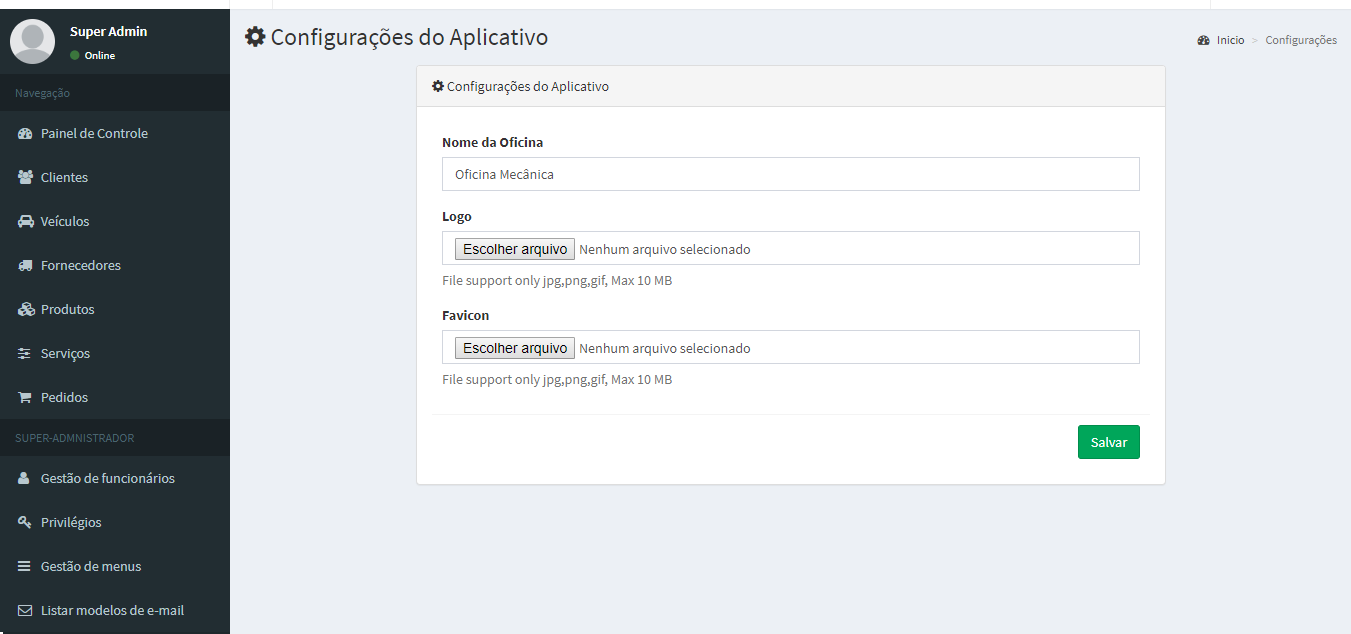 Super Admin
Online
Navegação
Painel de Controle
Clientes
Veículos
Fornecedores
Produtos
Serviços
Pedidos
SUPER-ADMNISTRADOR
Gestão de funcionários
Privilégios
Gestão de menus
Listar modelos de e-mail
Configurações do Aplicativo
Inicio > Configurações
Configurações do Aplicativo
Nome da Oficina
Oficina Mecânica
Logo
Escolher arquivo Nenhum arquivo selecionado
File support only jpg,png,gif, Max 10 MB
Favicon
Escolher arquivo Nenhum arquivo selecionado
File support only jpg,png,gif, Max 10 MB
Salvar